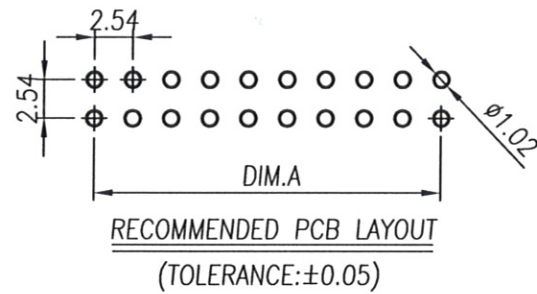 2.54
2.54
ø1.02
DIM.A
RECOMMENDED PCB LAYOUT
(TOLERANCE:±0.05)